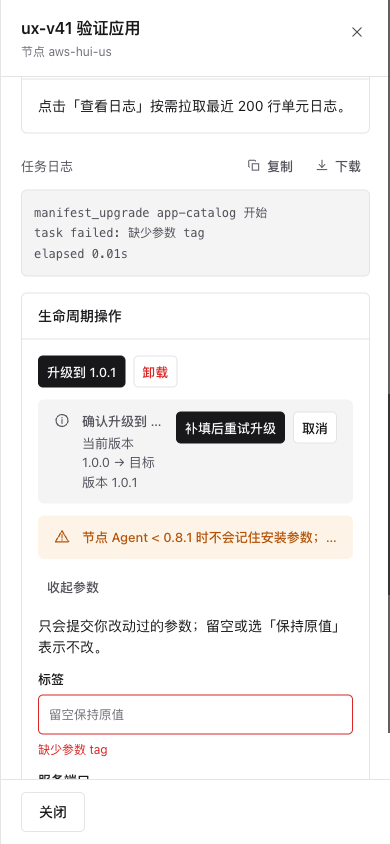 ux-v41 验证应用
节点 aws-hui-us
点击「查看日志」按需拉取最近 200 行单元日志。
任务日志
复制
下载
manifest_upgrade app-catalog 开始
task failed: 缺少参数 tag
elapsed 0.01s
生命周期操作
升级到 1.0.1
卸载
确认升级到 ...
当前版本
1.0.0 → 目标
版本 1.0.1
补填后重试升级
取消
节点 Agent < 0.8.1 时不会记住安装参数；...
收起参数
只会提交你改动过的参数；留空或选「保持原值」
表示不改。
标签
留空保持原值
缺少参数 tag
服务端口
关闭